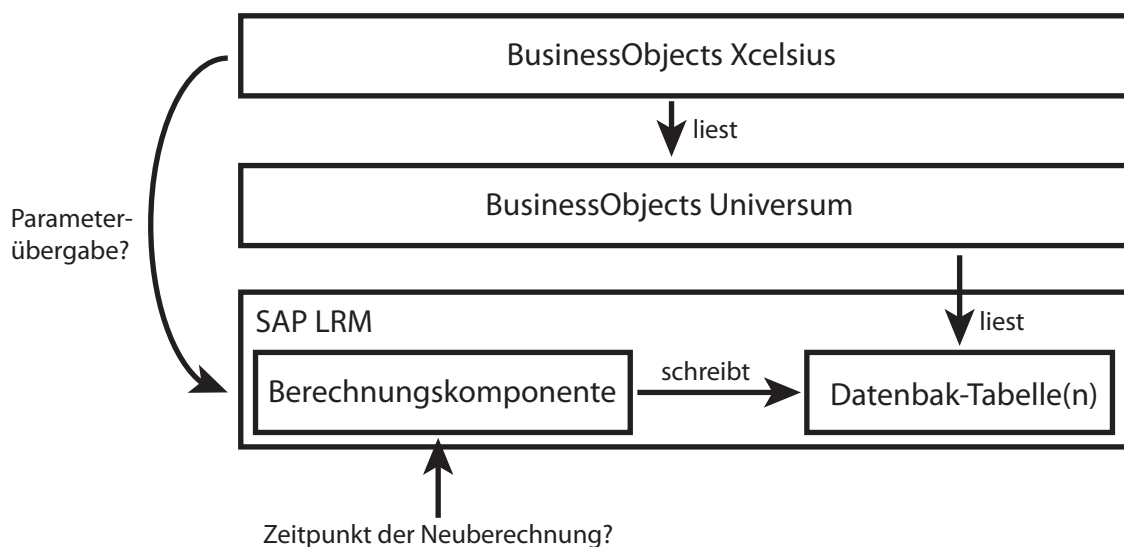 BusinessObjects Xcelsius
liest
BusinessObjects Universum
Parameter-
übergabe?
SAP LRM
liest
Berechnungskomponente
schreibt
Datenbak-Tabelle(n)
Zeitpunkt der Neuberechnung?